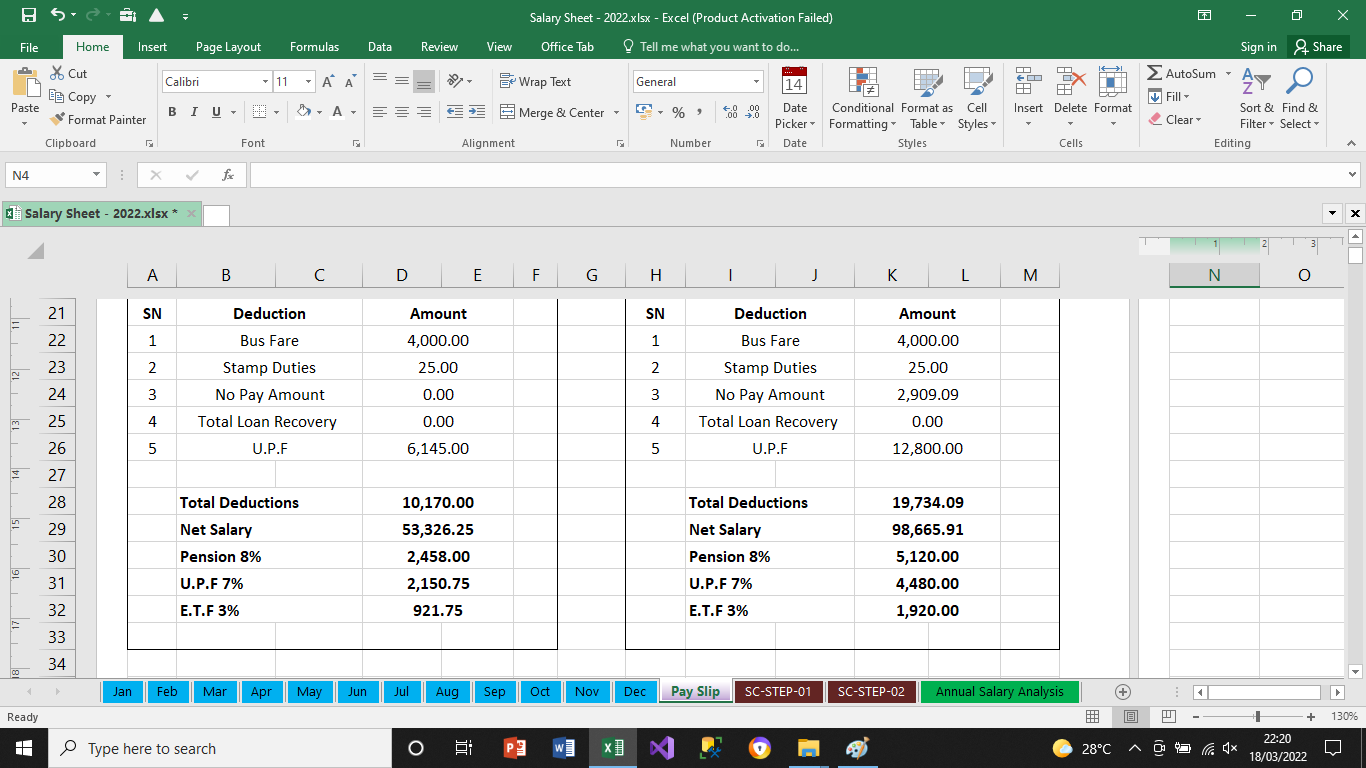 Salary Sheet - 2022.xlsx - Excel (Product Activation Failed)
File Home Insert Page Layout Formulas Data Review View Office Tab Tell me what you want to do... Sign in Share
Paste Cut Copy Format Painter Clipboard
Calibri 11 B I U A Font
Wrap Text Merge & Center Alignment
General % Number
14 Date Picker Date
Conditional Formatting Format as Table Cell Styles Styles
Insert Delete Format Cells
AutoSum Fill Clear Sort & Filter Find & Select Editing
N4 fx
Salary Sheet - 2022.xlsx *
1 2 3
A B C D E F G H I J K L M N O
21 SN Deduction Amount SN Deduction Amount
22 1 Bus Fare 4,000.00 1 Bus Fare 4,000.00
23 2 Stamp Duties 25.00 2 Stamp Duties 25.00
24 3 No Pay Amount 0.00 3 No Pay Amount 2,909.09
25 4 Total Loan Recovery 0.00 4 Total Loan Recovery 0.00
26 5 U.P.F 6,145.00 5 U.P.F 12,800.00
27
28 Total Deductions 10,170.00 Total Deductions 19,734.09
29 Net Salary 53,326.25 Net Salary 98,665.91
30 Pension 8% 2,458.00 Pension 8% 5,120.00
31 U.P.F 7% 2,150.75 U.P.F 7% 4,480.00
32 E.T.F 3% 921.75 E.T.F 3% 1,920.00
33
34
11 12 13 14 15 16 17 18
Jan Feb Mar Apr May Jun Jul Aug Sep Oct Nov Dec Pay Slip SC-STEP-01 SC-STEP-02 Annual Salary Analysis
Ready 130%
Type here to search 28°C 22:20
18/03/2022